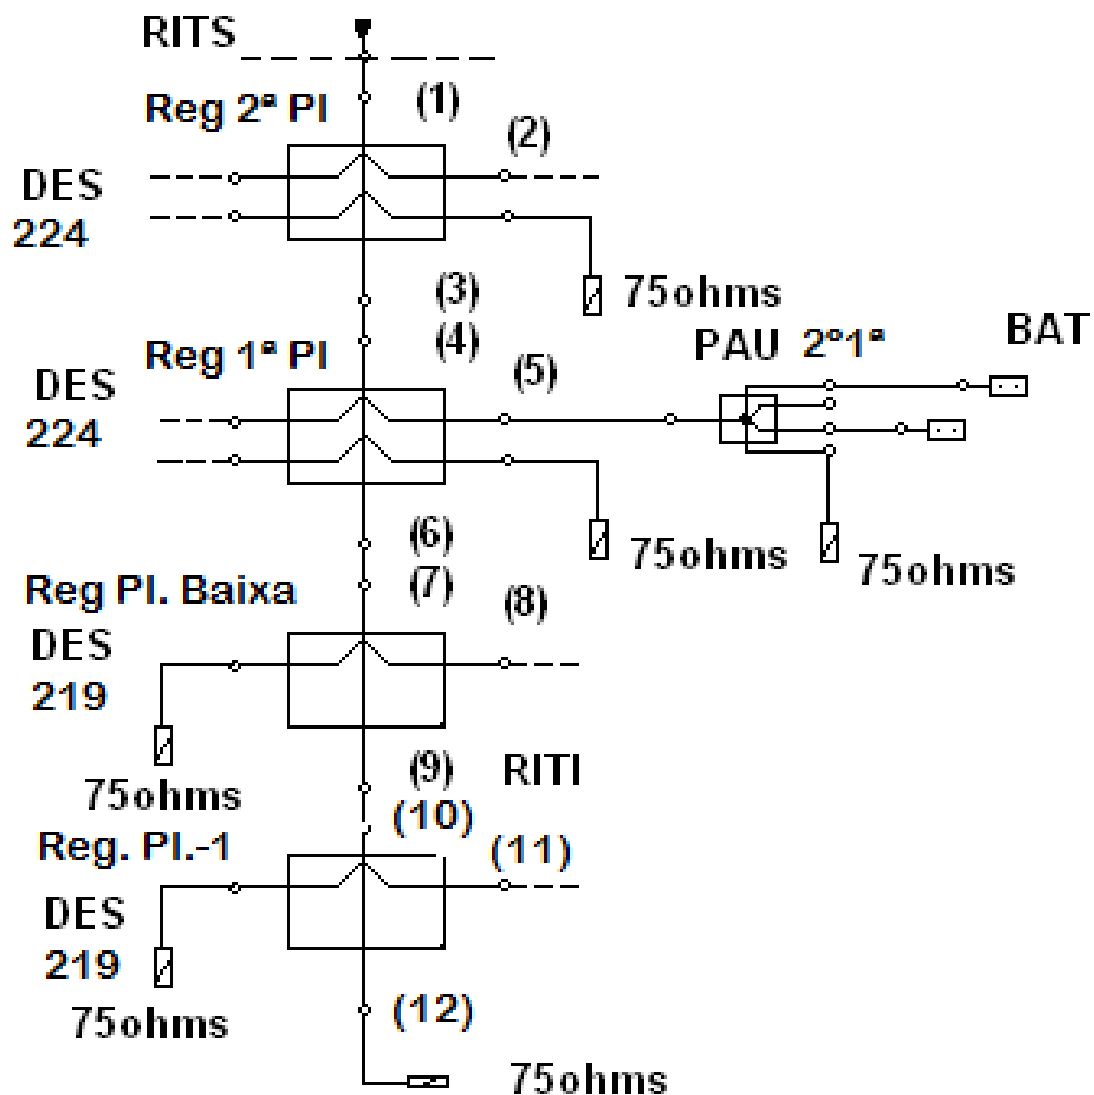 RITS
Reg 2ª Pl
(1)
(2)
DES
224
(3)
75ohms
(4)
Reg 1ª Pl
PAU 2º1ª
BAT
DES
224
(5)
(6)
75ohms
75ohms
(7)
Reg Pl. Baixa
(8)
DES
219
(9)
RITI
75ohms
(10)
Reg. Pl.-1
(11)
DES
219
75ohms
(12)
75ohms